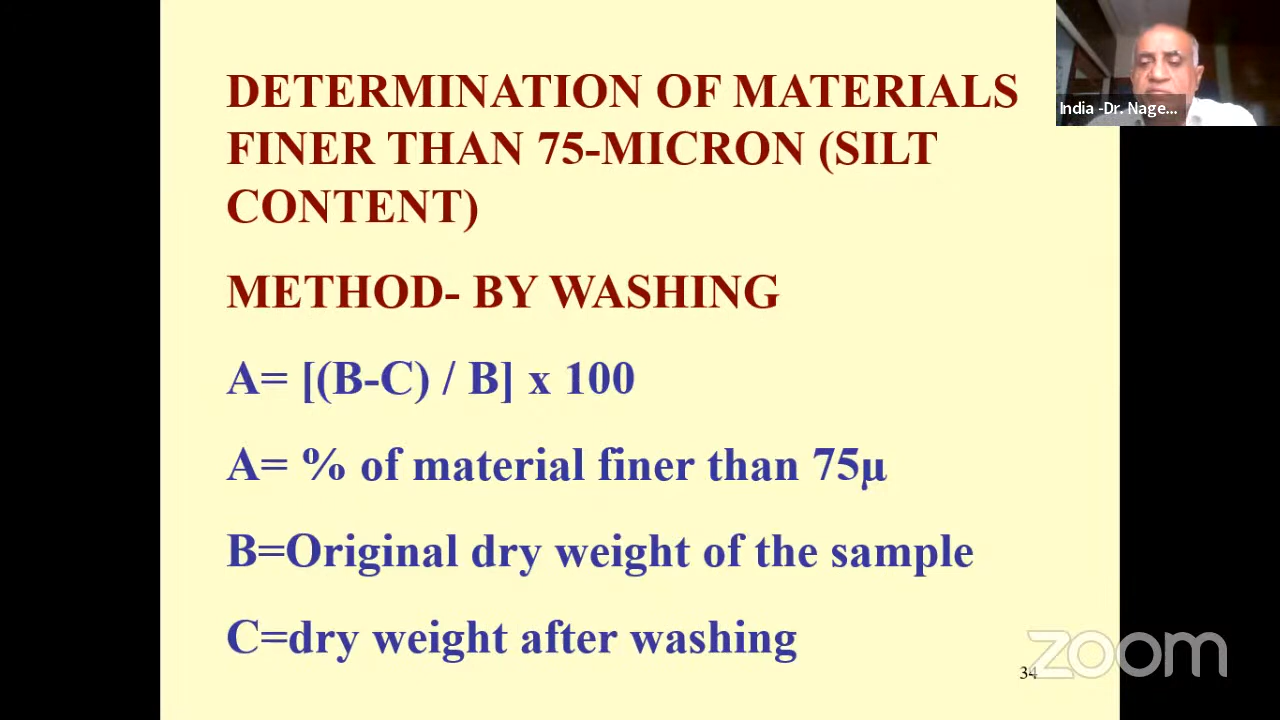 DETERMINATION OF MATERIALS
FINER THAN 75-MICRON (SILT
CONTENT)
METHOD- BY WASHING
A= [(B-C) / B] x 100
A= % of material finer than 75μ
B=Original dry weight of the sample
C=dry weight after washing
34
India -Dr. Nage...
zoom